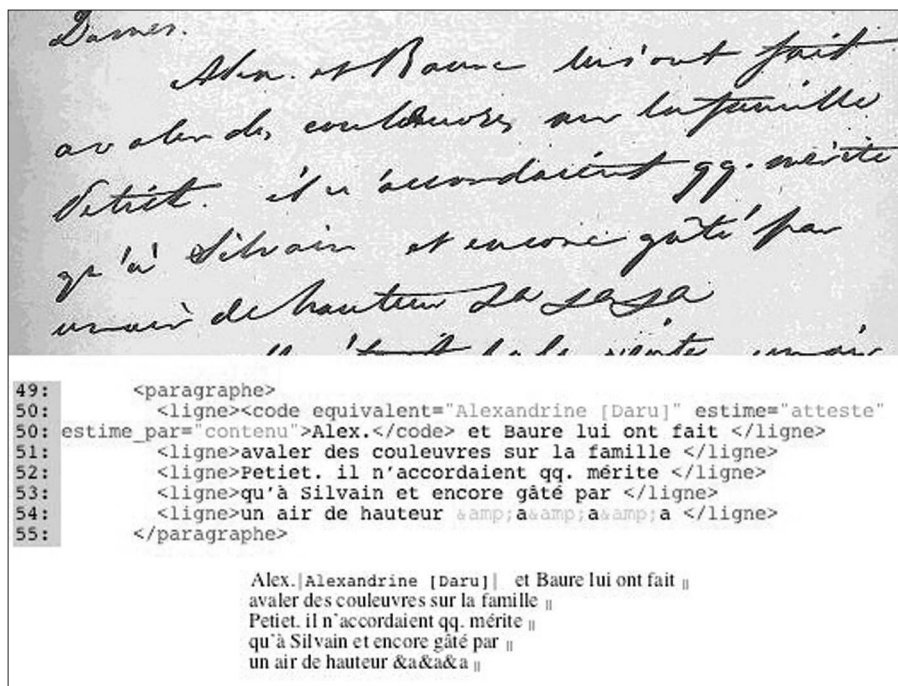 Dames.
Alex. et Baure lui ont fait
avaler des couleuvres sur la famille
Petiet. il n'accordaient qq. mérite
qu'à Silvain et encore gâté par
un air de hauteur &a &a &a
49: <paragraphe>
50: <ligne><code equivalent="Alexandrine [Daru]" estime="atteste"
50: estime_par="contenu">Alex.</code> et Baure lui ont fait </ligne>
51: <ligne>avaler des couleuvres sur la famille </ligne>
52: <ligne>Petiet. il n’accordaient qq. mérite </ligne>
53: <ligne>qu’à Silvain et encore gâté par </ligne>
54: <ligne>un air de hauteur &amp;a&amp;a&amp;a </ligne>
55: </paragraphe>
Alex.|Alexandrine [Daru]| et Baure lui ont fait ||
avaler des couleuvres sur la famille ||
Petiet. il n’accordaient qq. mérite ||
qu’à Silvain et encore gâté par ||
un air de hauteur &a&a&a ||